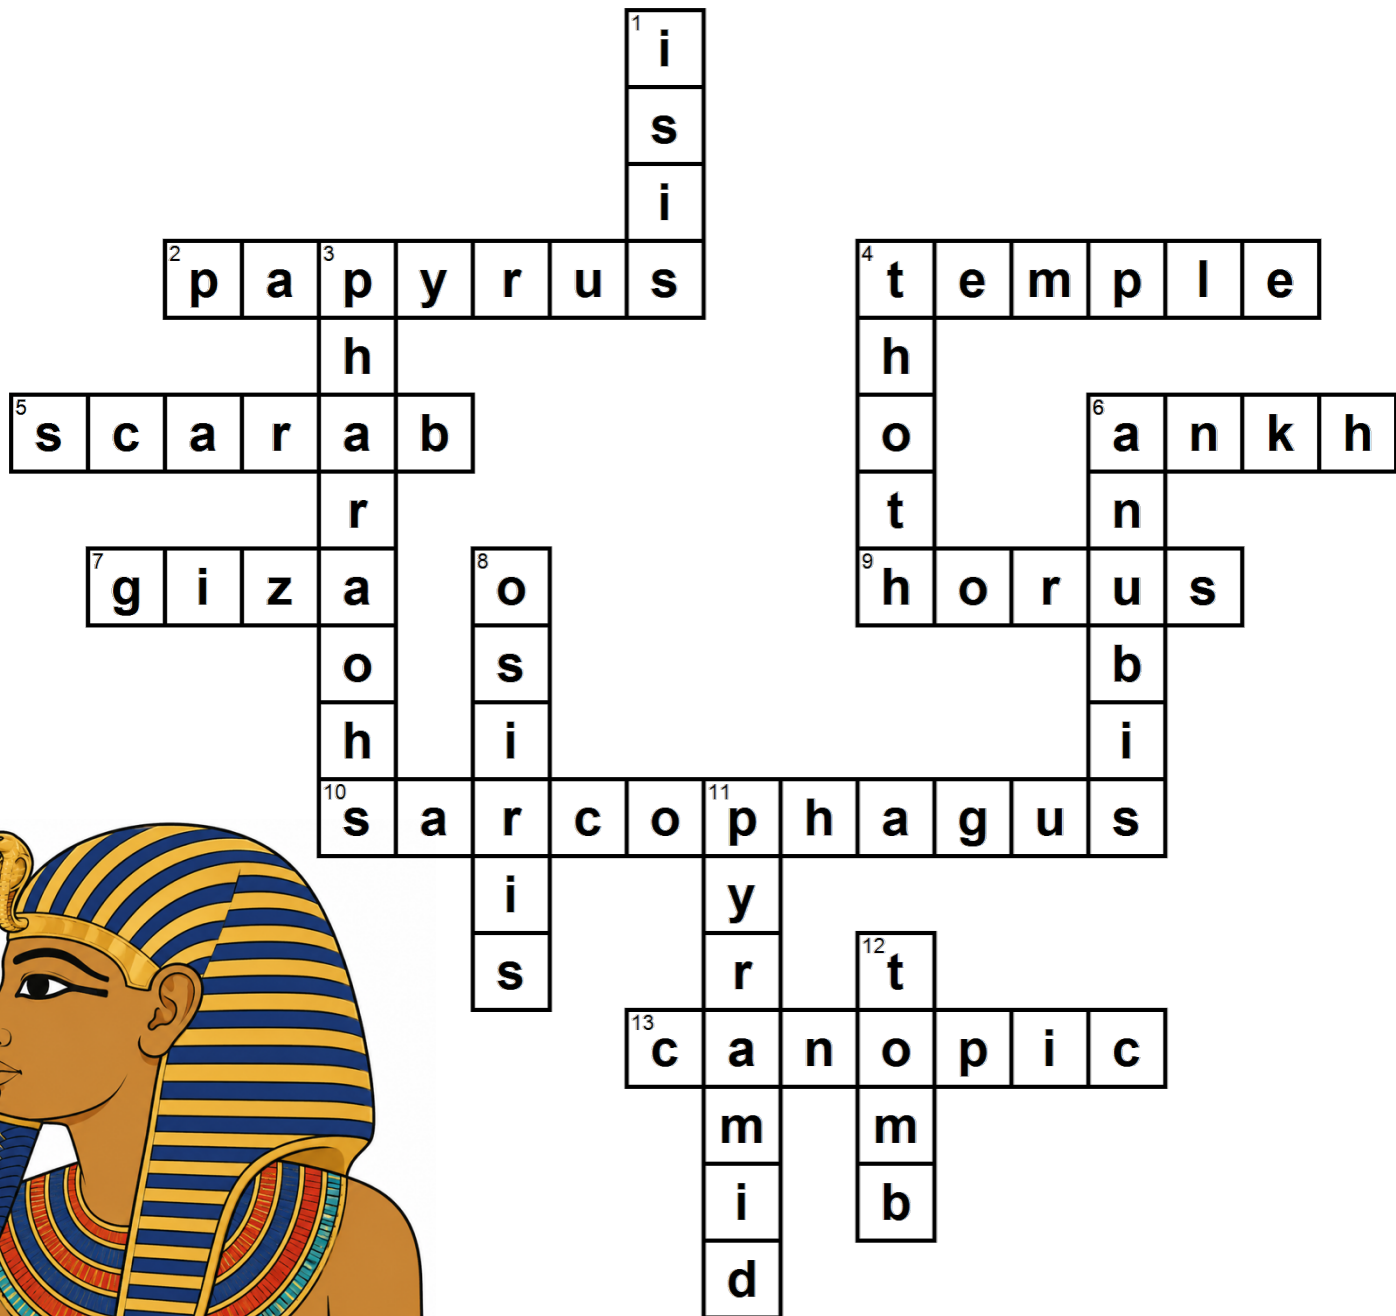 1 i
s
i
2 p a 3 p y r u s 4 t e m p l e
h h
5 s c a r a b o 6 a n k h
r t n
7 g i z a 8 o 9 h o r u s
o s b
h i i
10 s a r c o 11 p h a g u s
i y
s r 12 t
13 c a n o p i c
m m
i b
d